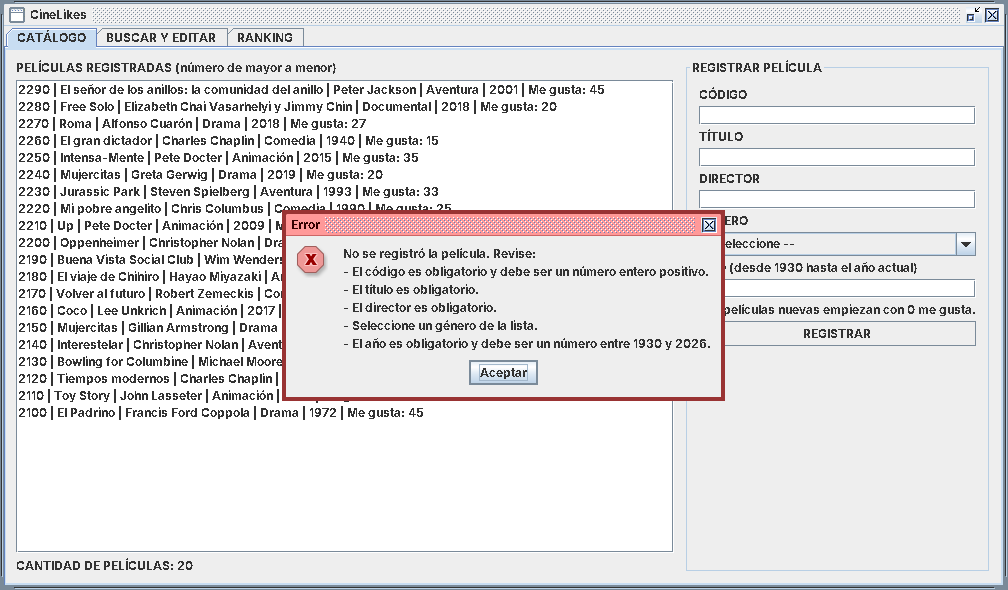 CineLikes
CATÁLOGO
BUSCAR Y EDITAR
RANKING
PELÍCULAS REGISTRADAS (número de mayor a menor)
2290 | El señor de los anillos: la comunidad del anillo | Peter Jackson | Aventura | 2001 | Me gusta: 45
2280 | Free Solo | Elizabeth Chai Vasarhelyi y Jimmy Chin | Documental | 2018 | Me gusta: 20
2270 | Roma | Alfonso Cuarón | Drama | 2018 | Me gusta: 27
2260 | El gran dictador | Charles Chaplin | Comedia | 1940 | Me gusta: 15
2250 | Intensa-Mente | Pete Docter | Animación | 2015 | Me gusta: 35
2240 | Mujercitas | Greta Gerwig | Drama | 2019 | Me gusta: 20
2230 | Jurassic Park | Steven Spielberg | Aventura | 1993 | Me gusta: 33
2220 | Mi pobre angelito | Chris Columbus | Comedia | 1990 | Me gusta: 25
2210 | Up | Pete Docter | Animación | 2009 |
2200 | Oppenheimer | Christopher Nolan |
2190 | Buena Vista Social Club | Wim Wenders
2180 | El viaje de Chihiro | Hayao Miyazaki |
2170 | Volver al futuro | Robert Zemeckis |
2160 | Coco | Lee Unkrich | Animación | 2017 |
2150 | Mujercitas | Gillian Armstrong | Drama
2140 | Interestelar | Christopher Nolan |
2130 | Bowling for Columbine | Michael Moore
2120 | Tiempos modernos | Charles Chaplin |
2110 | Toy Story | John Lasseter | Animación |
2100 | El Padrino | Francis Ford Coppola | Drama | 1972 | Me gusta: 45
CANTIDAD DE PELÍCULAS: 20
REGISTRAR PELÍCULA
CÓDIGO
TÍTULO
DIRECTOR
ERO
eleccione --
(desde 1930 hasta el año actual)
películas nuevas empiezan con 0 me gusta.
REGISTRAR
Error
No se registró la película. Revise:
- El código es obligatorio y debe ser un número entero positivo.
- El título es obligatorio.
- El director es obligatorio.
- Seleccione un género de la lista.
- El año es obligatorio y debe ser un número entre 1930 y 2026.
Aceptar